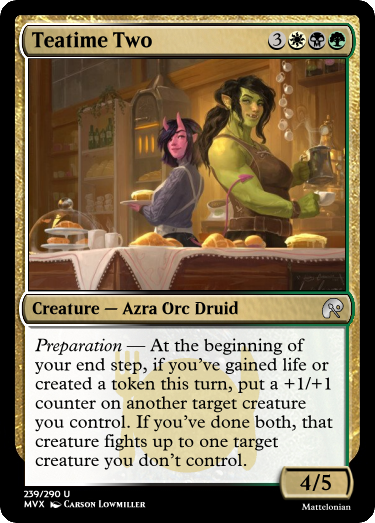 Teatime Two 3
Creature — Azra Orc Druid
Preparation — At the beginning of
your end step, if you've gained life or
created a token this turn, put a +1/+1
counter on another target creature
you control. If you've done both, that
creature fights up to one target
creature you don't control.
4/5
239/290 U
MVX Carson Lowmiller
Mattelonian